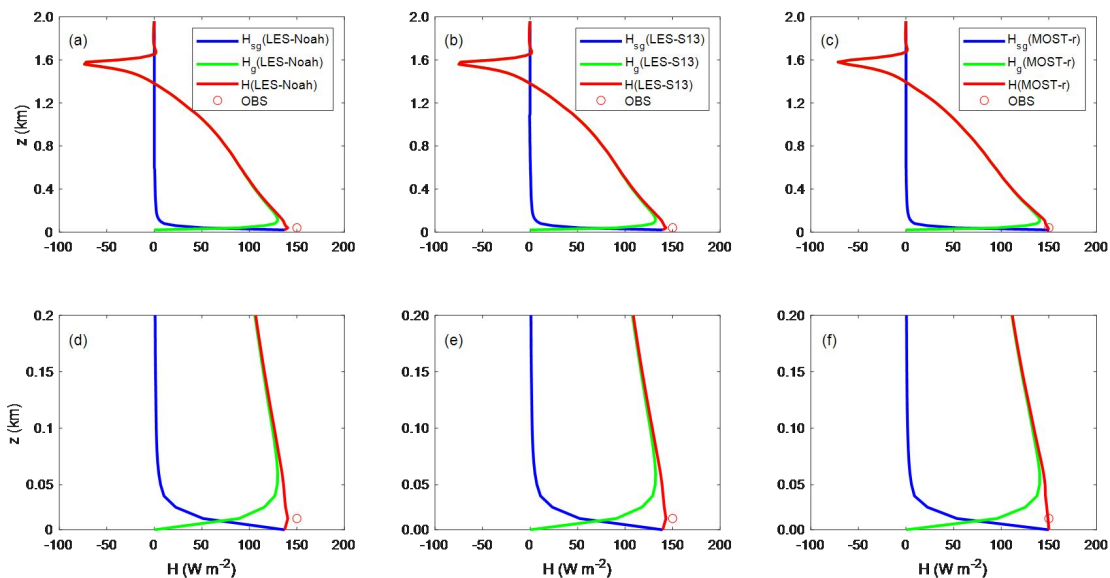 2.0
1.6
1.2
0.8
0.4
0
z (km)
(a)
H_sg(LES-Noah)
H_g(LES-Noah)
H(LES-Noah)
OBS
-100 -50 0 50 100 150 200
2.0
1.6
1.2
0.8
0.4
0
(b)
H_sg(LES-S13)
H_g(LES-S13)
H(LES-S13)
OBS
-100 -50 0 50 100 150 200
2.0
1.6
1.2
0.8
0.4
0
(c)
H_sg(MOST-r)
H_g(MOST-r)
H(MOST-r)
OBS
-100 -50 0 50 100 150 200
0.2
0.15
0.10
0.05
0.00
z (km)
(d)
-100 -50 0 50 100 150 200
H (W m⁻²)
0.20
0.15
0.10
0.05
0.00
(e)
-100 -50 0 50 100 150 200
H (W m⁻²)
0.20
0.15
0.10
0.05
0.00
(f)
-100 -50 0 50 100 150 200
H (W m⁻²)